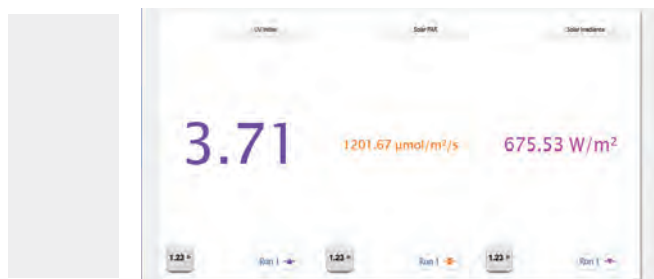 UV Index
Solar PAR
Solar Irradiance
3.71
1201.67 µmol/m²/s
675.53 W/m²
1.23
Run 1
1.23
Run 1
1.23
Run 1